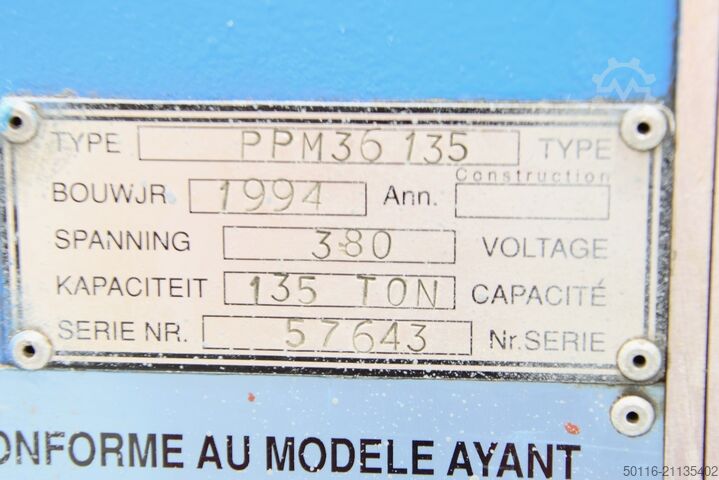 TYPE PPM36 135 TYPE
BOUWJR 1994 Ann. Construction
SPANNING 380 VOLTAGE
KAPACITEIT 135 TON CAPACITÉ
SERIE NR. 57643 Nr. SERIE
ONFORME AU MODELE AYANT
50116-21135402